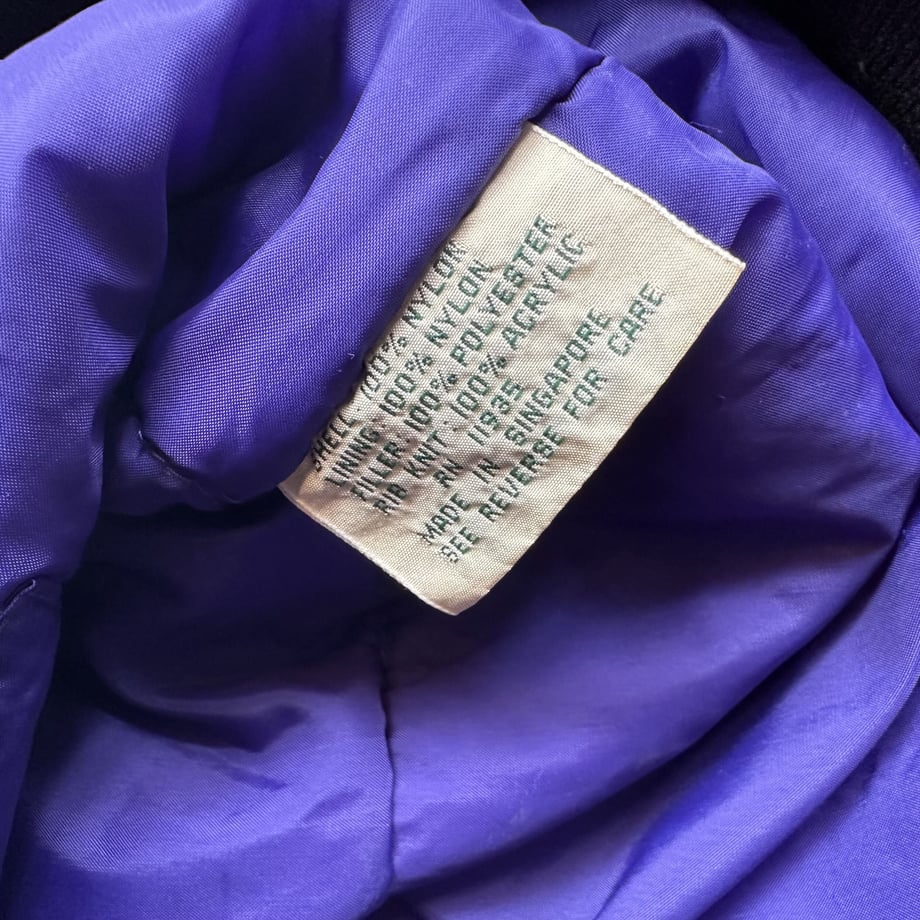 SHELL: 100% NYLON
LINING: 100% NYLON
FILLER: 100% POLYESTER
RIB KNIT: 100% ACRYLIC
RN 11935
MADE IN SINGAPORE
SEE REVERSE FOR CARE